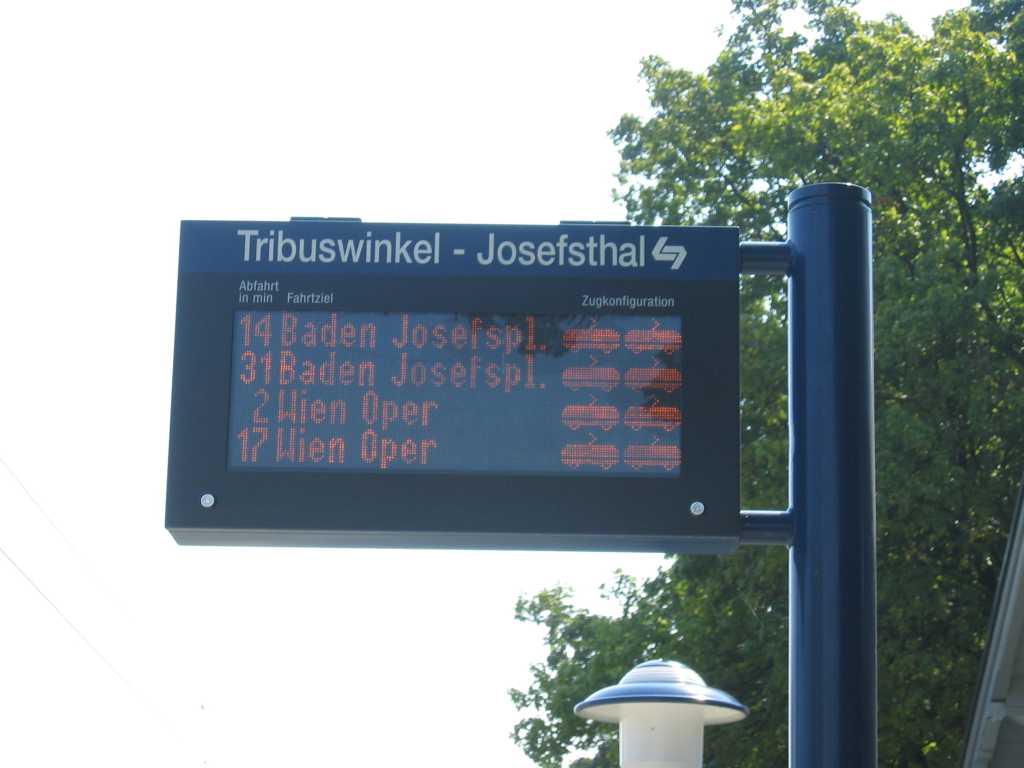 Tribuswinkel - Josefsthal
Abfahrt
in min Fahrtziel Zugkonfiguration
14 Baden Josefspl.
31 Baden Josefspl.
2 Wien Oper
17 Wien Oper